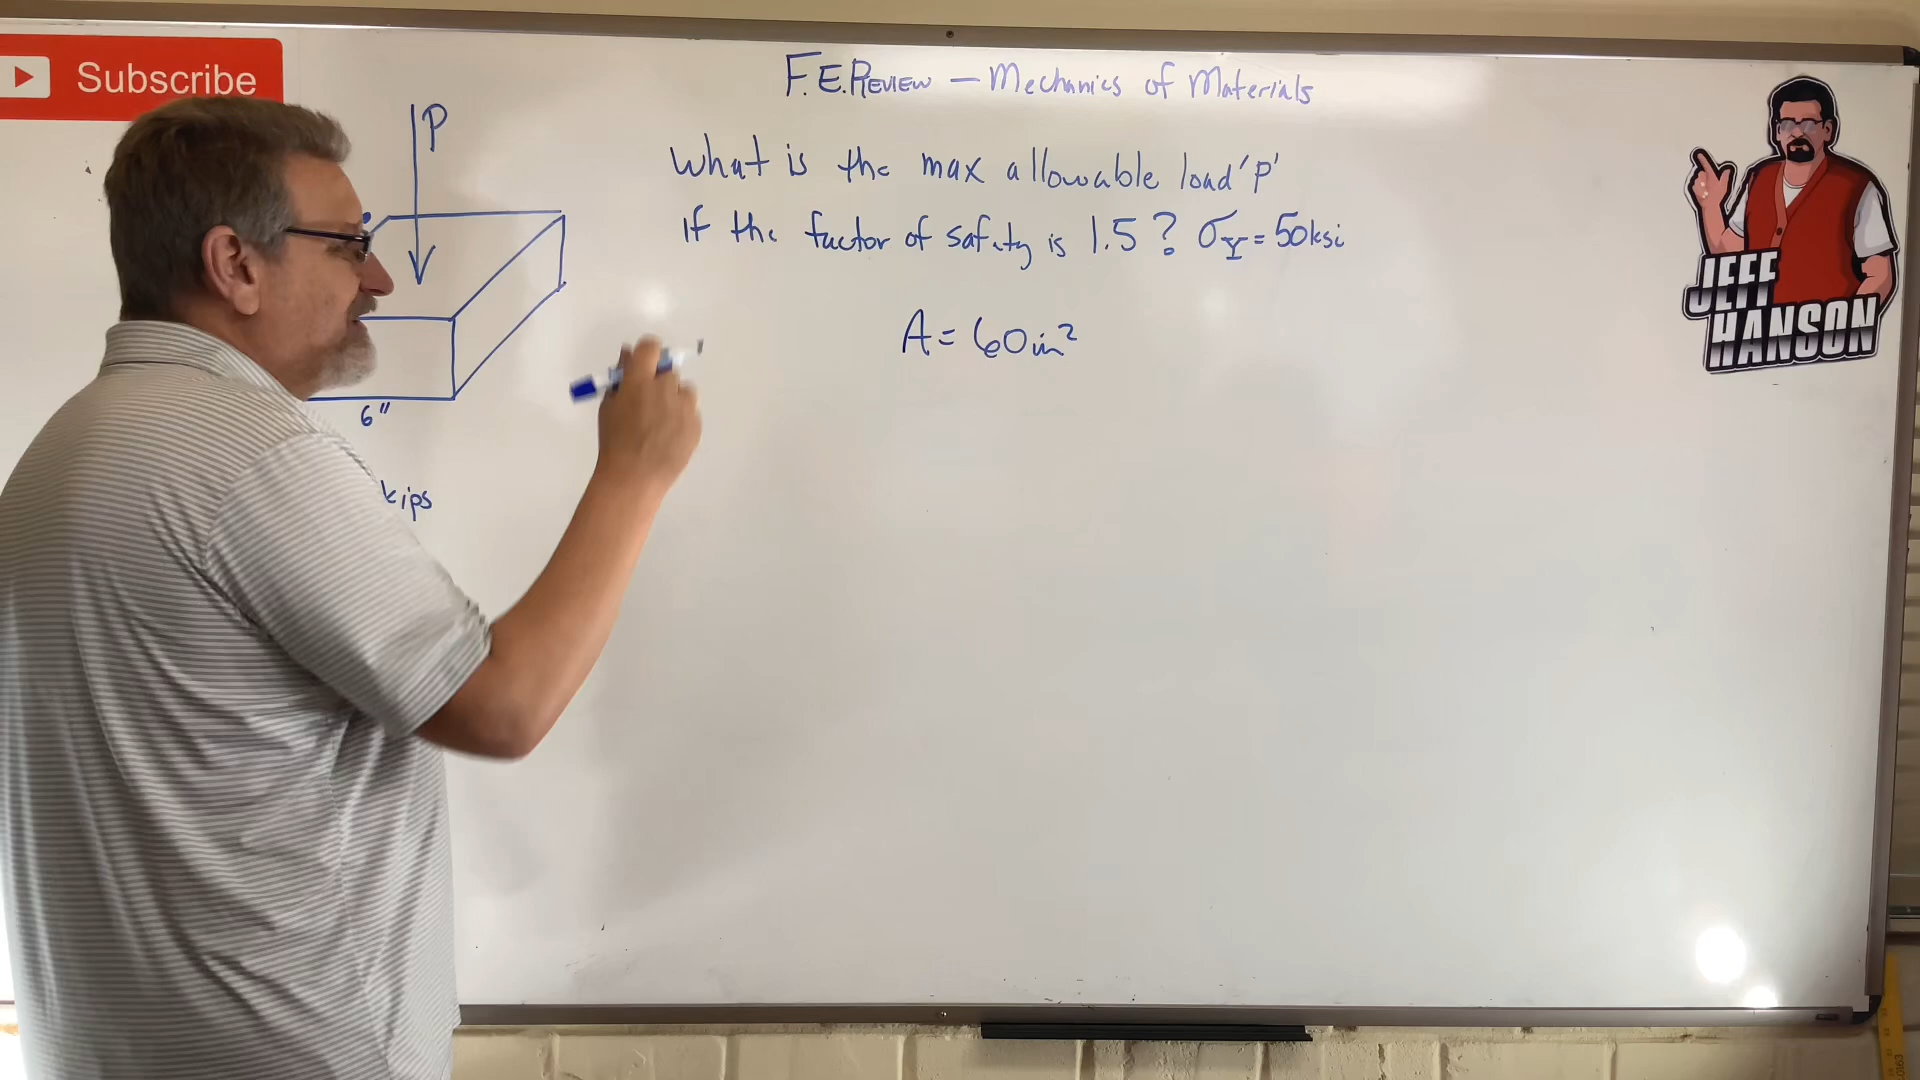 Subscribe
F.E. REVIEW — Mechanics of Materials
P
What is the max allowable load 'P'
If the factor of safety is 1.5? σY = 50ksi
A = 60in²
6"
kips
JEFF
HANSON